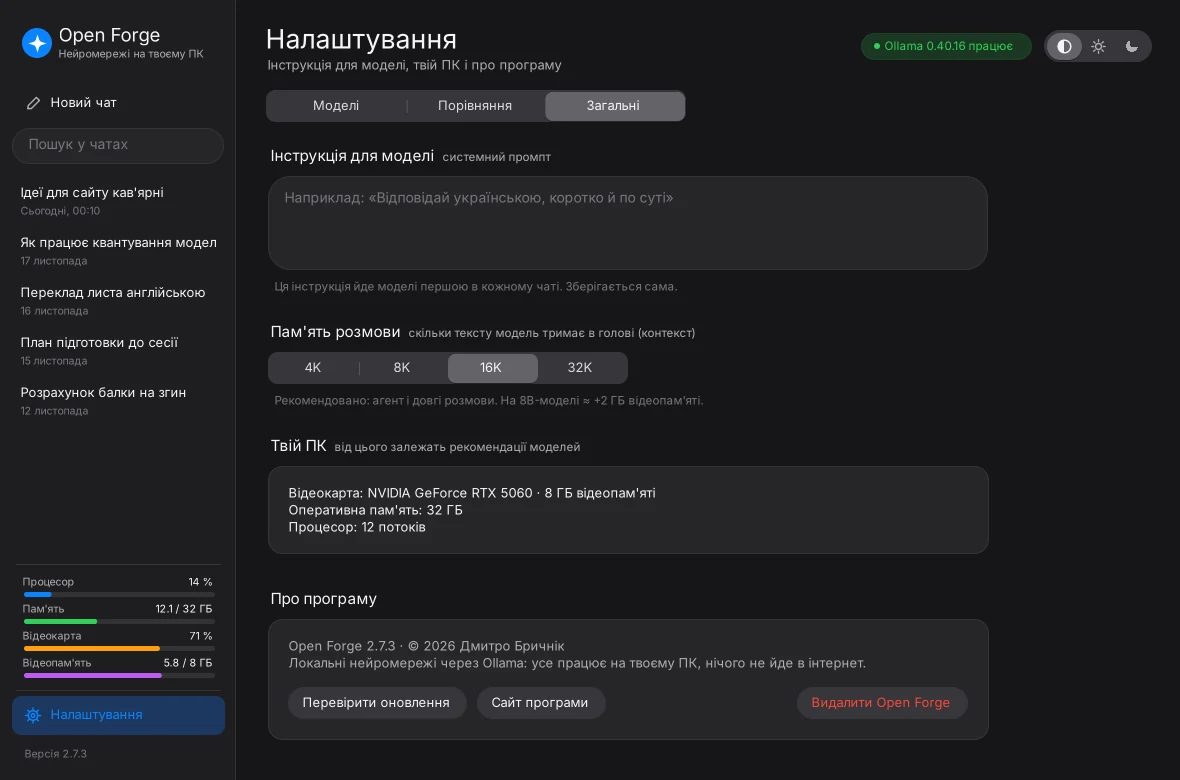 Open Forge
Нейромережі на твоєму ПК
Новий чат
Пошук у чатах
Ідеї для сайту кав'ярні
Сьогодні, 00:10
Як працює квантування модел
17 листопада
Переклад листа англійською
16 листопада
План підготовки до сесії
15 листопада
Розрахунок балки на згин
12 листопада
Процесор 14 %
Пам'ять 12.1 / 32 ГБ
Відеокарта 71 %
Відеопам'ять 5.8 / 8 ГБ
Налаштування
Версія 2.7.3
Налаштування
Інструкція для моделі, твій ПК і про програму
Ollama 0.40.16 працює
Моделі Порівняння Загальні
Інструкція для моделі системний промпт
Наприклад: «Відповідай українською, коротко й по суті»
Ця інструкція йде моделі першою в кожному чаті. Зберігається сама.
Пам'ять розмови скільки тексту модель тримає в голові (контекст)
4K 8K 16K 32K
Рекомендовано: агент і довгі розмови. На 8B-моделі ≈ +2 ГБ відеопам'яті.
Твій ПК від цього залежать рекомендації моделей
Відеокарта: NVIDIA GeForce RTX 5060 · 8 ГБ відеопам'яті
Оперативна пам'ять: 32 ГБ
Процесор: 12 потоків
Про програму
Open Forge 2.7.3 · © 2026 Дмитро Бричнік
Локальні нейромережі через Ollama: усе працює на твоєму ПК, нічого не йде в інтернет.
Перевірити оновлення Сайт програми Видалити Open Forge